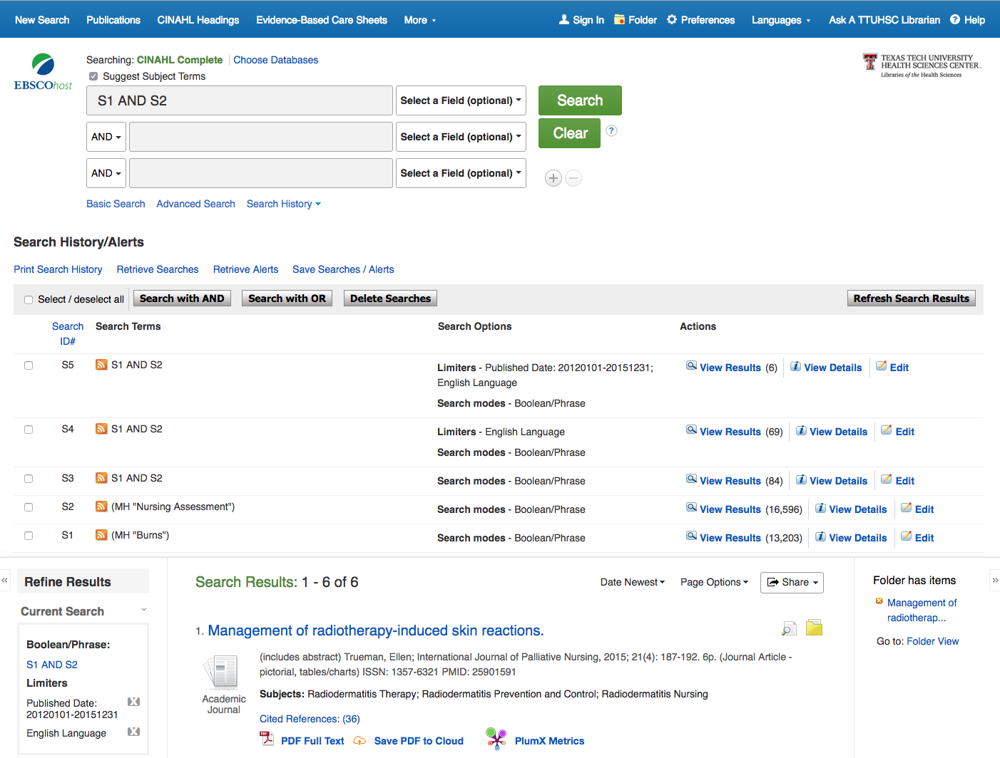 New Search Publications CINAHL Headings Evidence-Based Care Sheets More Sign In Folder Preferences Languages Ask A TTUHSC Librarian ? Help
Searching: CINAHL Complete Choose Databases
Suggest Subject Terms
EBSCOhost
TEXAS TECH UNIVERSITY
HEALTH SCIENCES CENTER.
Libraries of the Health Sciences
S1 AND S2 Select a Field (optional) Search
AND Select a Field (optional) Clear ?
AND Select a Field (optional)
Basic Search Advanced Search Search History
Search History/Alerts
Print Search History Retrieve Searches Retrieve Alerts Save Searches / Alerts
Select / deselect all Search with AND Search with OR Delete Searches Refresh Search Results
Search ID# Search Terms Search Options Actions
S5 S1 AND S2 Limiters - Published Date: 20120101-20151231; View Results (6) View Details Edit
English Language
Search modes - Boolean/Phrase
S4 S1 AND S2 Limiters - English Language View Results (69) View Details Edit
Search modes - Boolean/Phrase
S3 S1 AND S2 Search modes - Boolean/Phrase View Results (84) View Details Edit
S2 (MH "Nursing Assessment") Search modes - Boolean/Phrase View Results (16,596) View Details Edit
S1 (MH "Burns") Search modes - Boolean/Phrase View Results (13,203) View Details Edit
Refine Results
Current Search
Boolean/Phrase:
S1 AND S2
Limiters
Published Date:
20120101-20151231
English Language
Search Results: 1 - 6 of 6 Date Newest Page Options Share
1. Management of radiotherapy-induced skin reactions.
(includes abstract) Trueman, Ellen; International Journal of Palliative Nursing, 2015; 21(4): 187-192. 6p. (Journal Article -
pictorial, tables/charts) ISSN: 1357-6321 PMID: 25901591
Academic
Journal
Subjects: Radiodermatitis Therapy; Radiodermatitis Prevention and Control; Radiodermatitis Nursing
Cited References: (36)
PDF Full Text Save PDF to Cloud PlumX Metrics
Folder has items
Management of
radiotherap...
Go to: Folder View